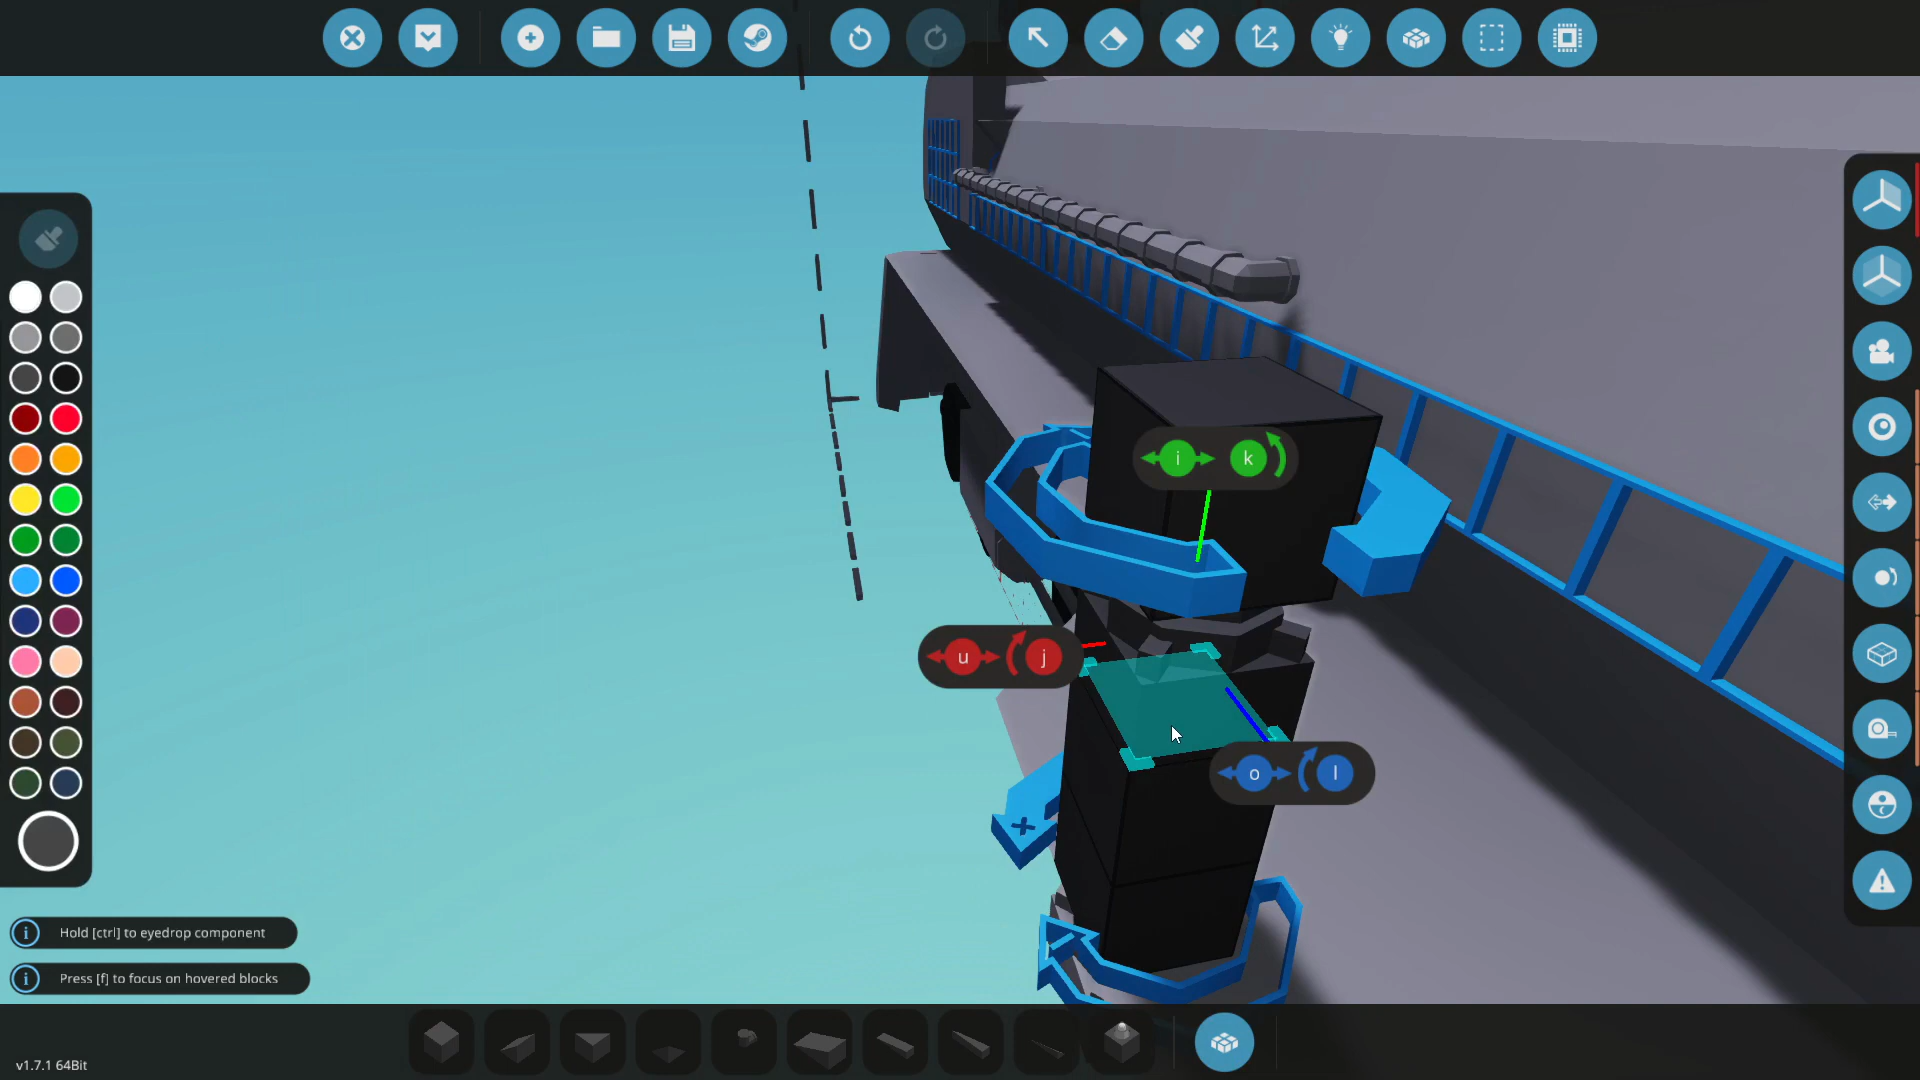 i k
u j
o l
Hold [ctrl] to eyedrop component
Press [f] to focus on hovered blocks
v1.7.1 64Bit